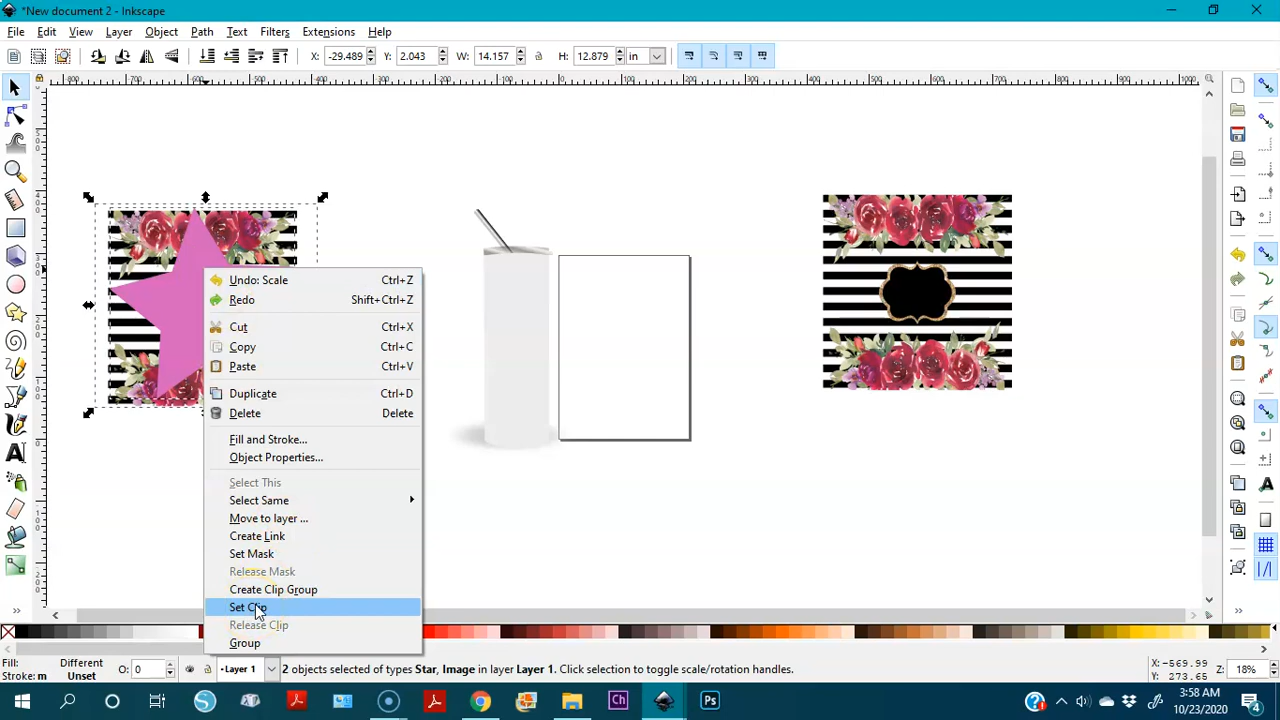 *New document 2 - Inkscape
File Edit View Layer Object Path Text Filters Extensions Help
X: -29.489 Y: 2.043 W: 14.157 H: 12.879 in
Undo: Scale Ctrl+Z
Redo Shift+Ctrl+Z
Cut Ctrl+X
Copy Ctrl+C
Paste Ctrl+V
Duplicate Ctrl+D
Delete Delete
Fill and Stroke...
Object Properties...
Select This
Select Same
Move to layer ...
Create Link
Set Mask
Release Mask
Create Clip Group
Set Clip
Release Clip
Group
Fill: Different O: 0 Layer 1 2 objects selected of types Star, Image in layer Layer 1. Click selection to toggle scale/rotation handles. X: -569.99 Z: 18%
Stroke: m Unset Y: 273.65
Ch Ps 3:58 AM
10/23/2020 4